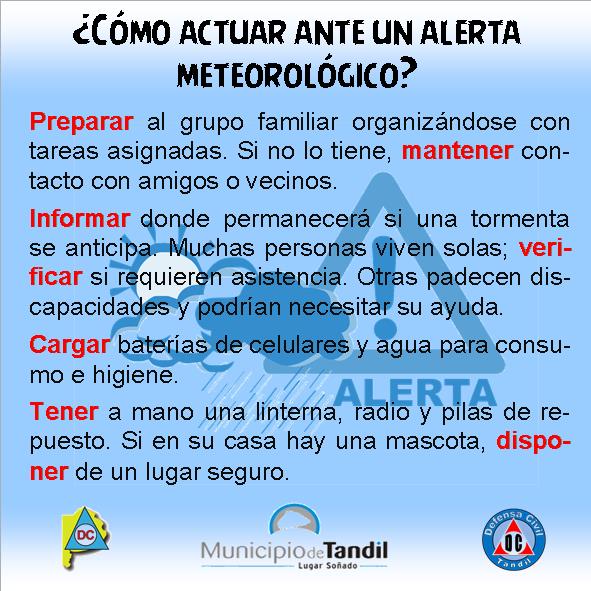 ¿CÓMO ACTUAR ANTE UN ALERTA
METEOROLÓGICO?
Preparar al grupo familiar organizándose con
tareas asignadas. Si no lo tiene, mantener con-
tacto con amigos o vecinos.
Informar donde permanecerá si una tormenta
se anticipa. Muchas personas viven solas; veri-
ficar si requieren asistencia. Otras padecen dis-
capacidades y podrían necesitar su ayuda.
Cargar baterías de celulares y agua para consu-
mo e higiene.
ALERTA
Tener a mano una linterna, radio y pilas de re-
puesto. Si en su casa hay una mascota, dispo-
ner de un lugar seguro.
DC
Municipio de Tandil
Lugar Soñado
Defensa Civil
DC
Tandil